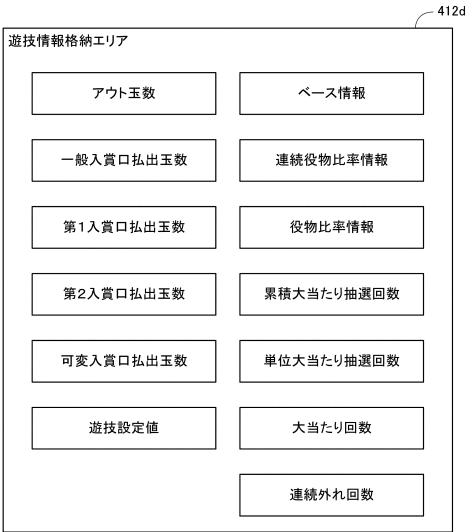 412d
遊技情報格納エリア
アウト玉数
ベース情報
一般入賞口払出玉数
連続役物比率情報
第1入賞口払出玉数
役物比率情報
第2入賞口払出玉数
累積大当たり抽選回数
可変入賞口払出玉数
単位大当たり抽選回数
遊技設定値
大当たり回数
連続外れ回数